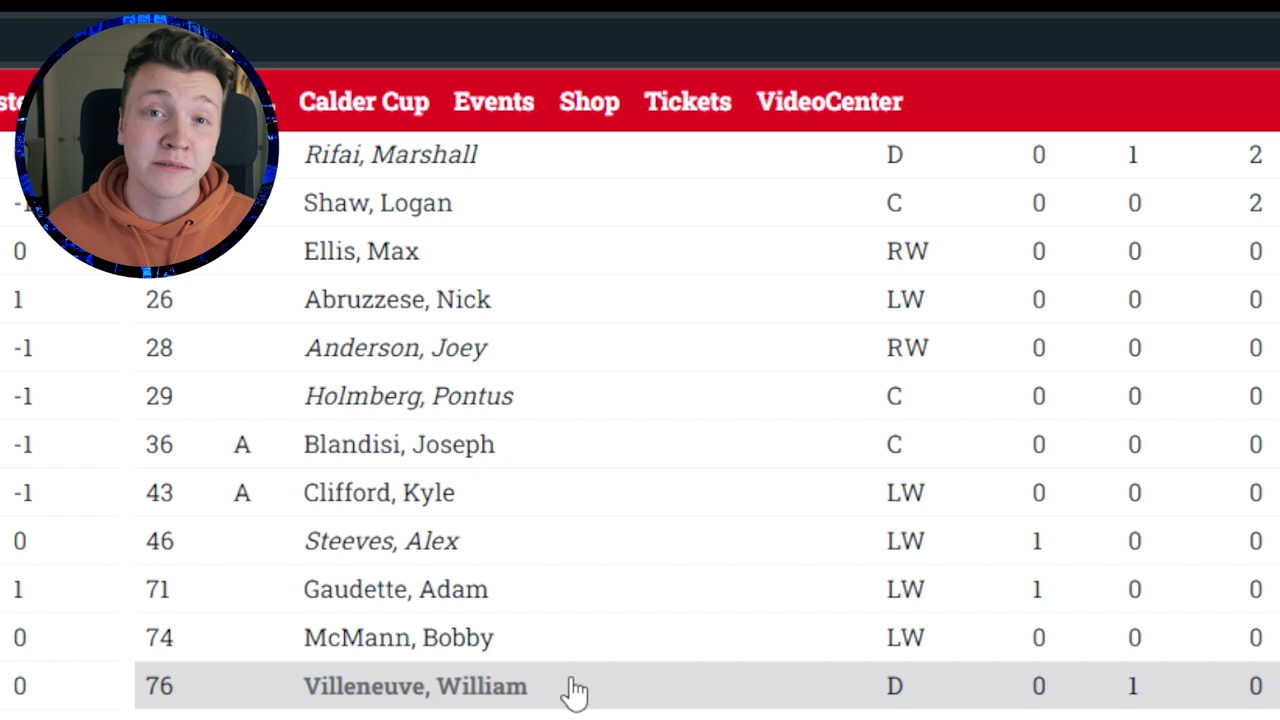 Calder Cup Events Shop Tickets VideoCenter
Rifai, Marshall D 0 1 2
Shaw, Logan C 0 0 2
0 Ellis, Max RW 0 0 0
1 26 Abruzzese, Nick LW 0 0 0
-1 28 Anderson, Joey RW 0 0 0
-1 29 Holmberg, Pontus C 0 0 0
-1 36 A Blandisi, Joseph C 0 0 0
-1 43 A Clifford, Kyle LW 0 0 0
0 46 Steeves, Alex LW 1 0 0
1 71 Gaudette, Adam LW 1 0 0
0 74 McMann, Bobby LW 0 0 0
0 76 Villeneuve, William D 0 1 0